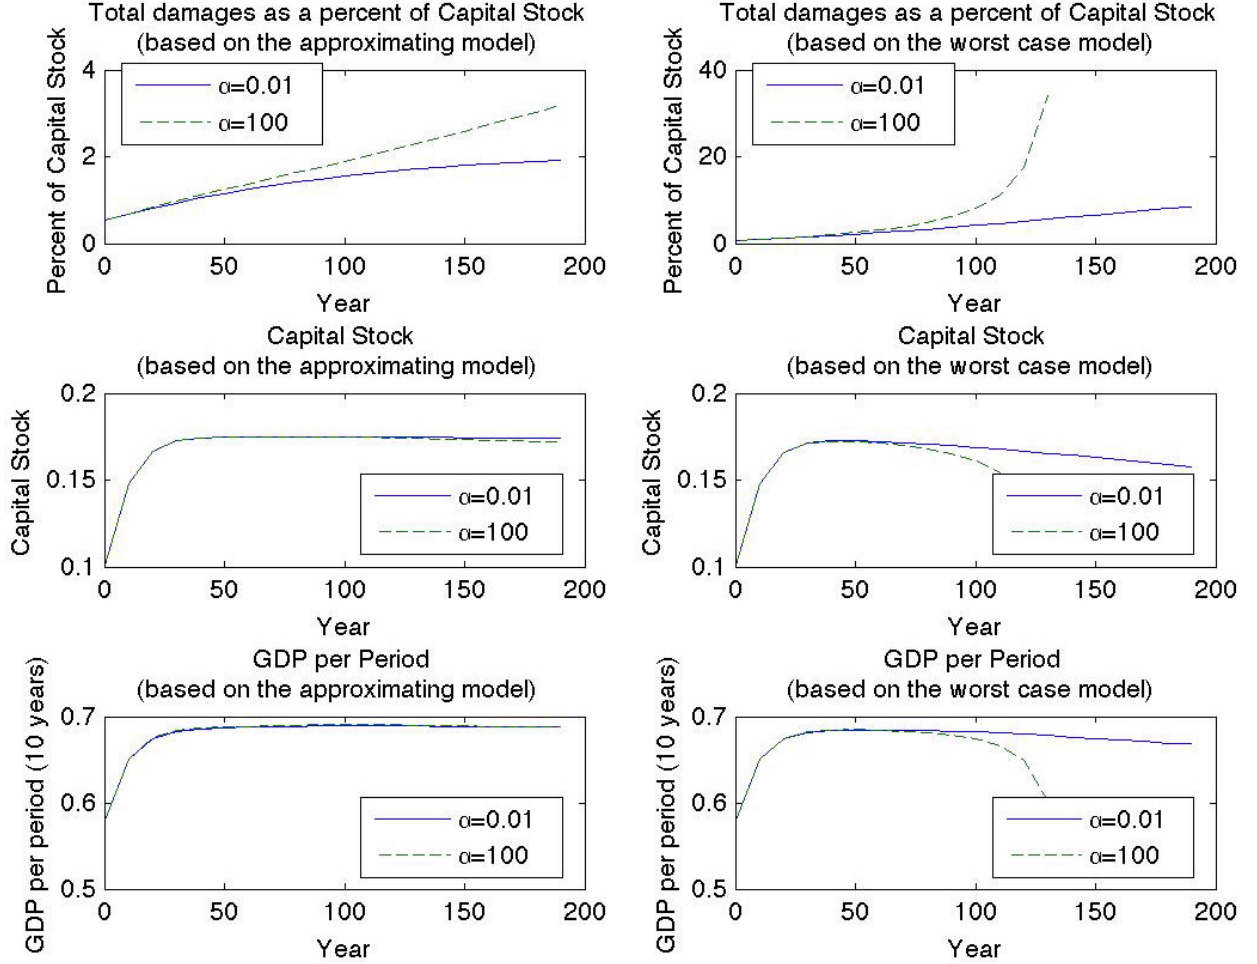 Total damages as a percent of Capital Stock
(based on the approximating model)
Percent of Capital Stock
4
2
0
α=0.01
α=100
0
50
100
150
200
Year
Total damages as a percent of Capital Stock
(based on the worst case model)
Percent of Capital Stock
40
20
0
α=0.01
α=100
0
50
100
150
200
Year
Capital Stock
(based on the approximating model)
Capital Stock
0.2
0.15
0.1
α=0.01
α=100
0
50
100
150
200
Year
Capital Stock
(based on the worst case model)
Capital Stock
0.2
0.15
0.1
α=0.01
α=100
0
50
100
150
200
Year
GDP per Period
(based on the approximating model)
GDP per period (10 years)
0.7
0.6
0.5
α=0.01
α=100
0
50
100
150
200
Year
GDP per Period
(based on the worst case model)
GDP per period (10 years)
0.7
0.6
0.5
α=0.01
α=100
0
50
100
150
200
Year